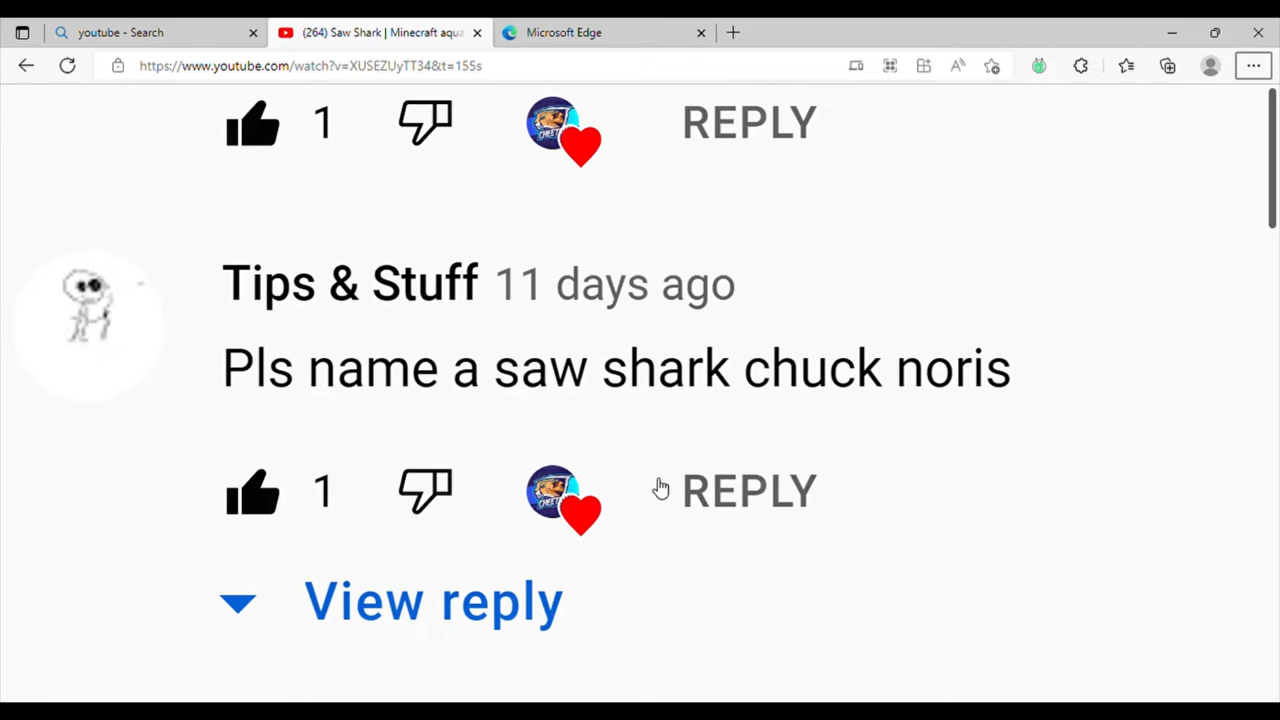 youtube - Search
(264) Saw Shark | Minecraft aqua
Microsoft Edge
https://www.youtube.com/watch?v=XUSEZUyTT34&t=155s
1
REPLY
Tips & Stuff 11 days ago
Pls name a saw shark chuck noris
1
REPLY
View reply